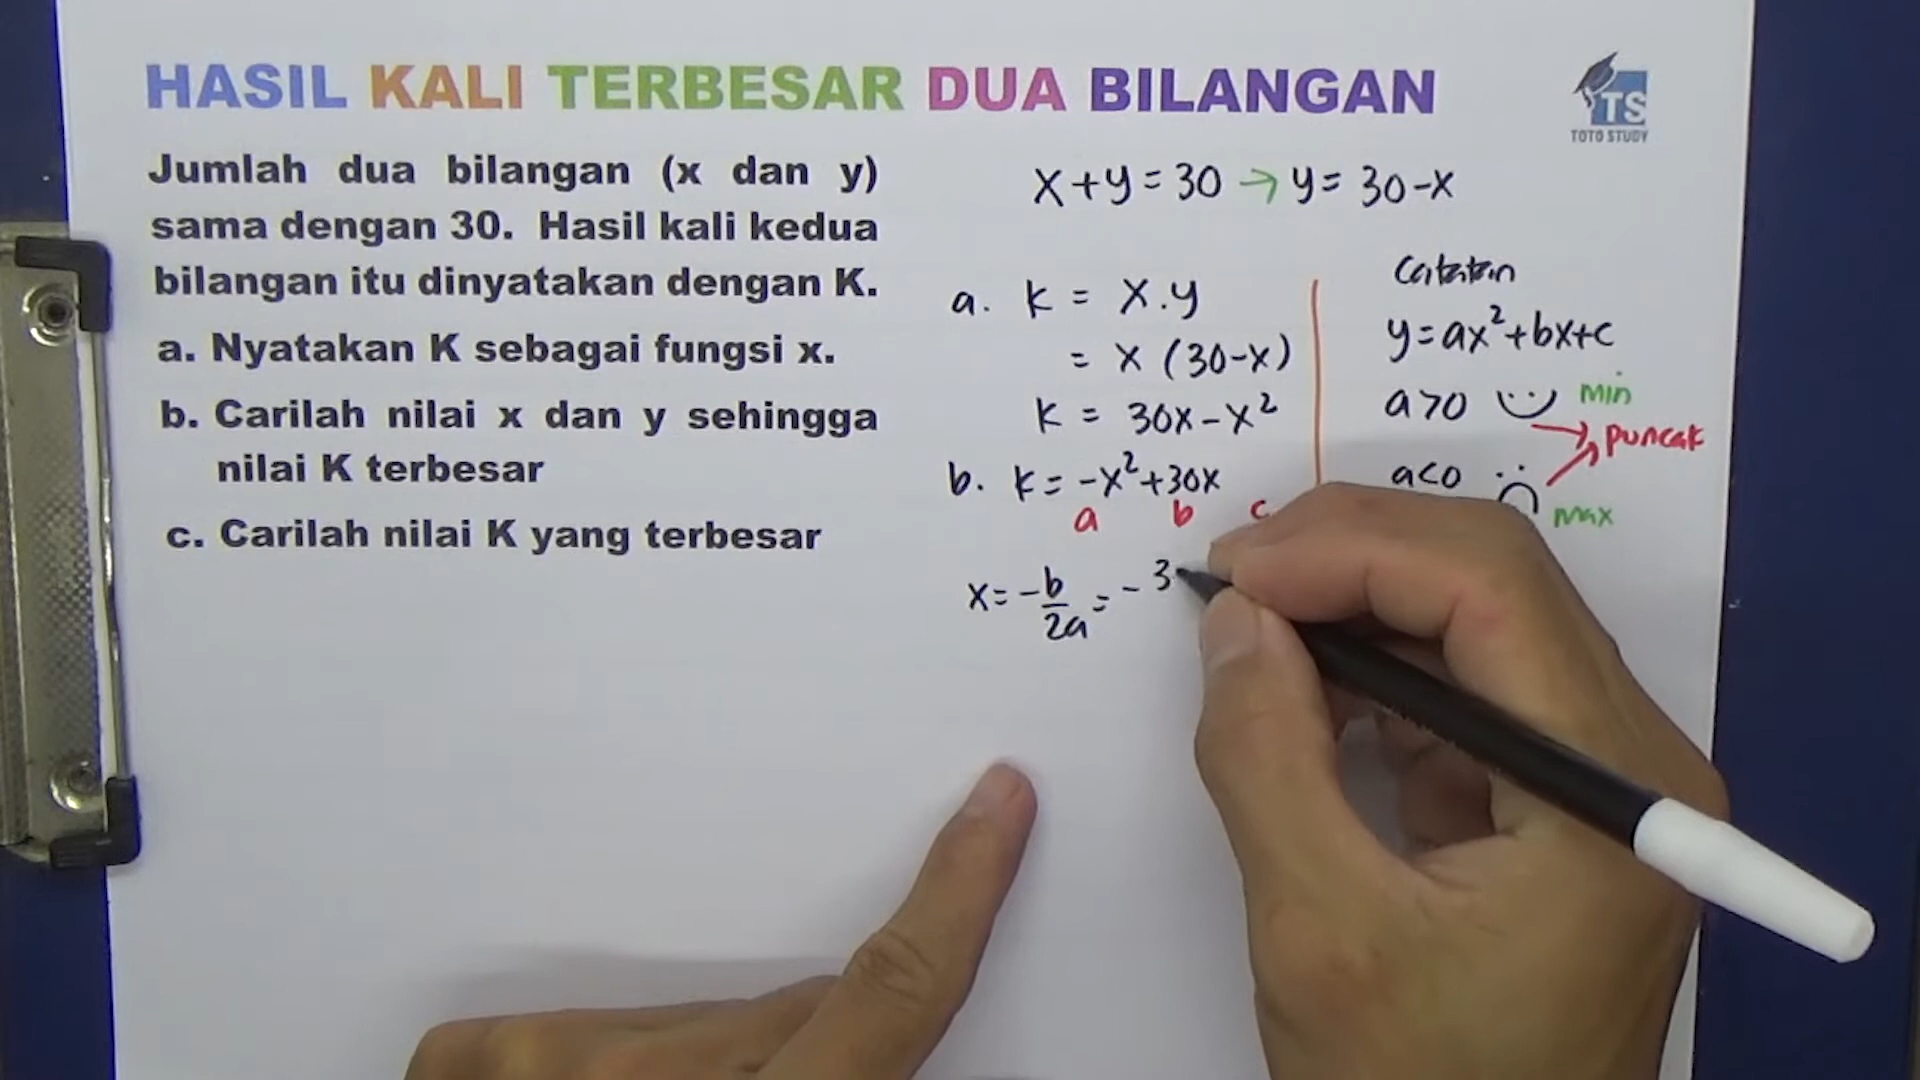 HASIL KALI TERBESAR DUA BILANGAN
TS
TOTO STUDY
Jumlah dua bilangan (x dan y)
sama dengan 30. Hasil kali kedua
bilangan itu dinyatakan dengan K.
a. Nyatakan K sebagai fungsi x.
b. Carilah nilai x dan y sehingga
nilai K terbesar
c. Carilah nilai K yang terbesar
x+y = 30 → y = 30-x
a. K = x.y
= x (30-x)
K = 30x - x²
b. K = -x²+30x
a b c
x = -b/2a = - 3
Catatan
y=ax²+bx+c
a>0 min
puncak
a<0
max